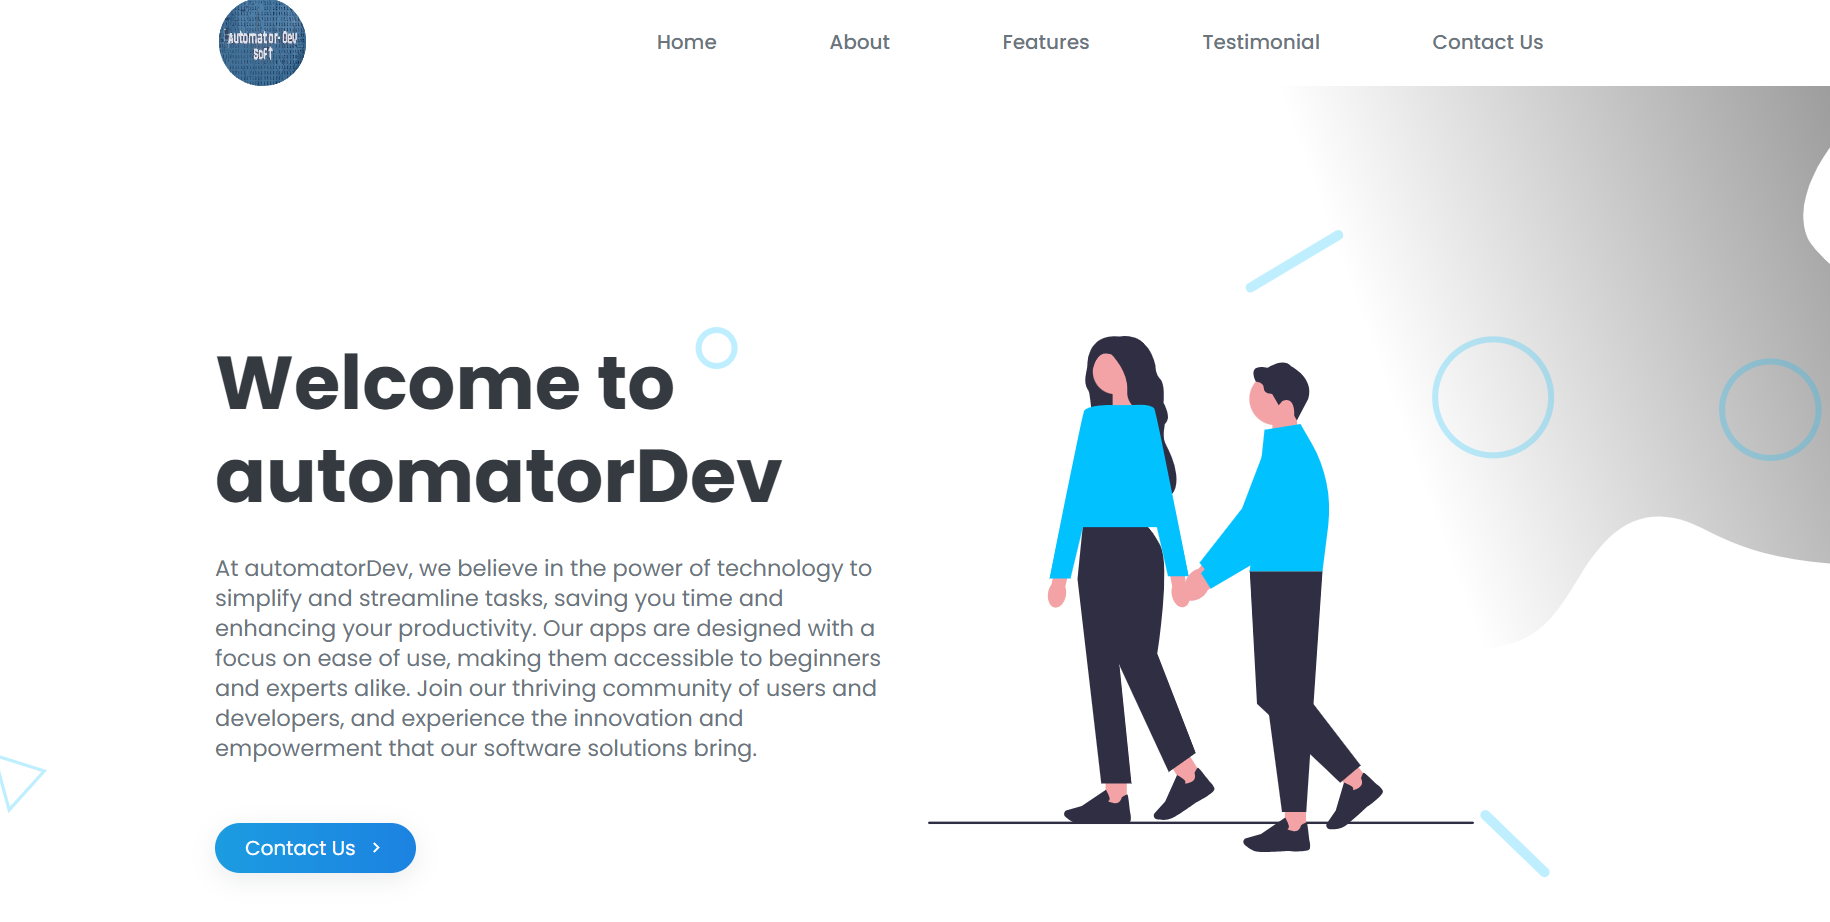 Automator-Dev
Soft
Home
About
Features
Testimonial
Contact Us
Welcome to
automatorDev
At automatorDev, we believe in the power of technology to
simplify and streamline tasks, saving you time and
enhancing your productivity. Our apps are designed with a
focus on ease of use, making them accessible to beginners
and experts alike. Join our thriving community of users and
developers, and experience the innovation and
empowerment that our software solutions bring.
Contact Us